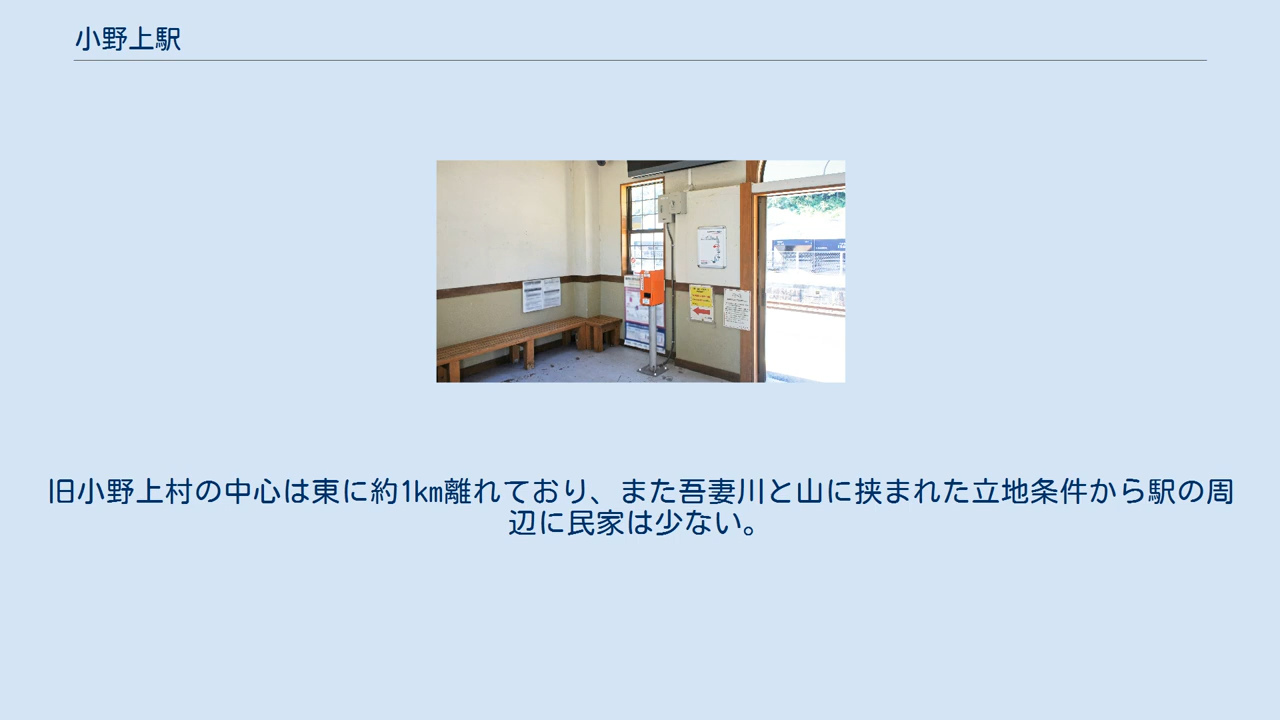 小野上駅
旧小野上村の中心は東に約1km離れており、また吾妻川と山に挟まれた立地条件から駅の周
辺に民家は少ない。